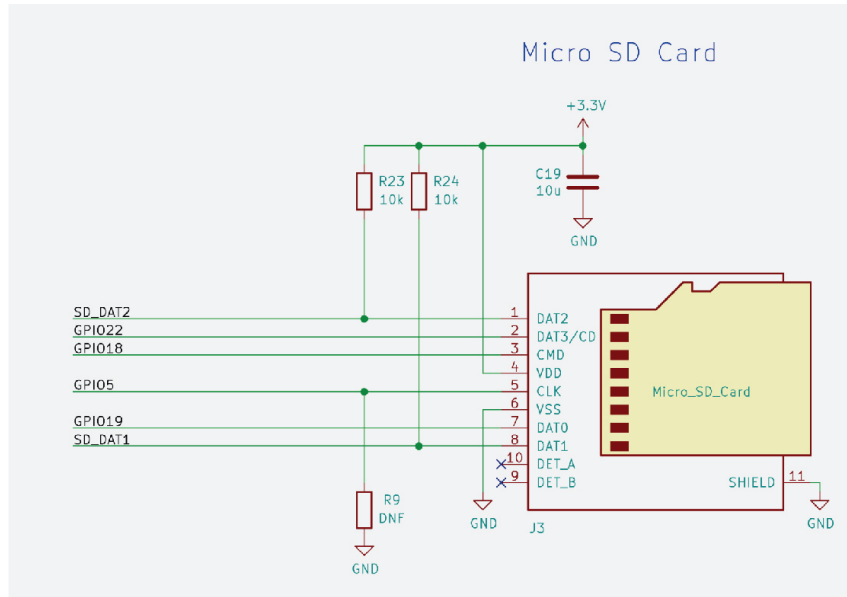 Micro SD Card
+3.3V
R23
10k
R24
10k
C19
10u
GND
SD_DAT2
GPIO22
GPIO18
GPIO5
GPIO19
SD_DAT1
1 DAT2
2 DAT3/CD
3 CMD
4 VDD
5 CLK
6 VSS
7 DAT0
8 DAT1
10 DET_A
9 DET_B
Micro_SD_Card
SHIELD 11
R9
DNF
GND
GND
J3
GND